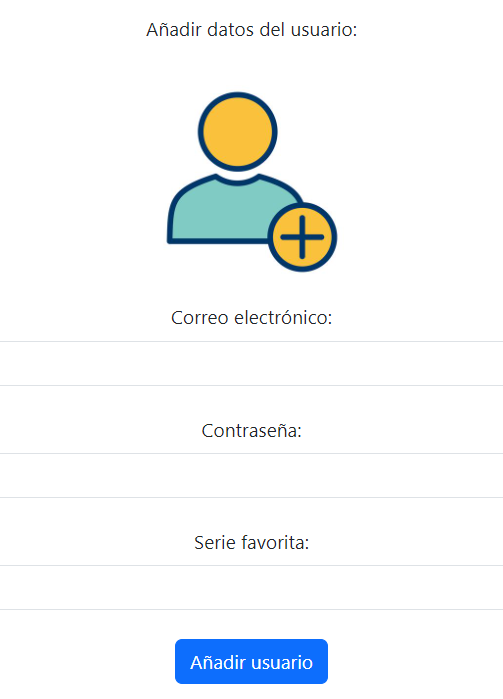 Añadir datos del usuario:
Correo electrónico:
Contraseña:
Serie favorita:
Añadir usuario